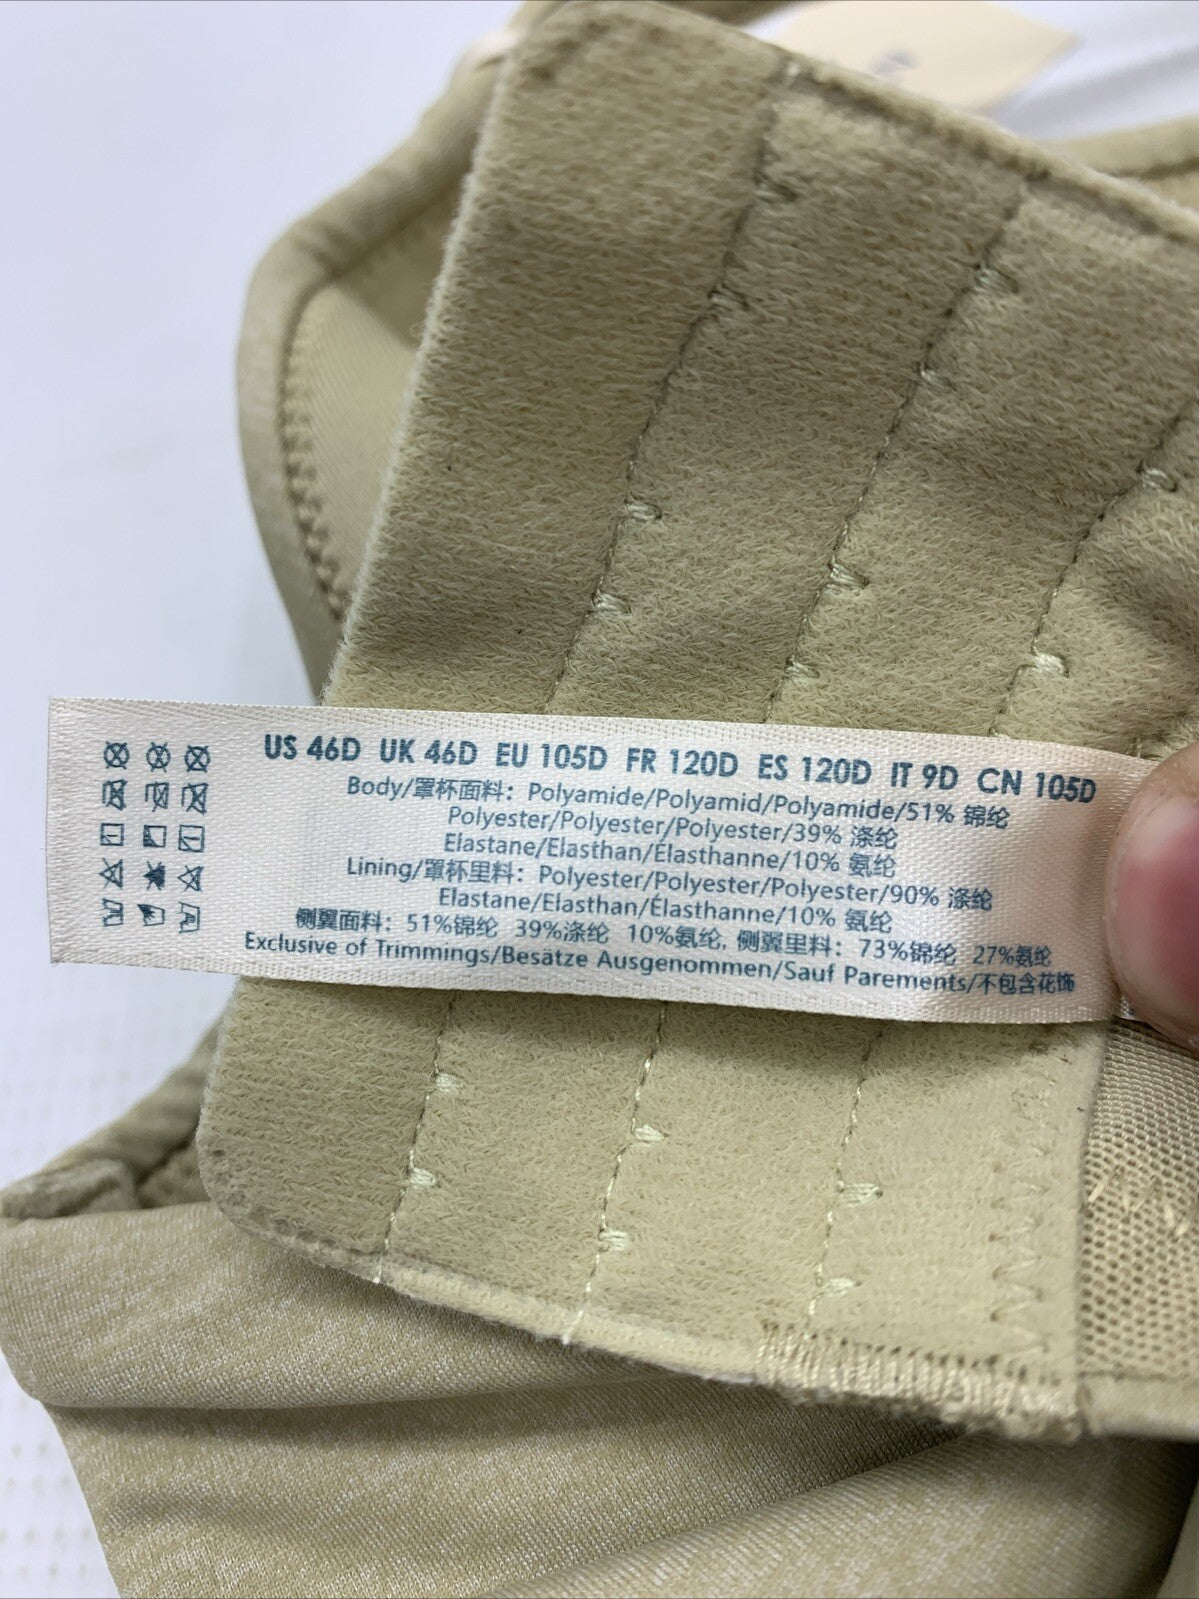 US 46D UK 46D EU 105D FR 120D ES 120D IT 9D CN 105D
Body/罩杯面料: Polyamide/Polyamid/Polyamide/51% 锦纶
Polyester/Polyester/Polyester/39% 涤纶
Elastane/Elasthan/Élasthanne/10% 氨纶
Lining/罩杯里料: Polyester/Polyester/Polyester/90% 涤纶
Elastane/Elasthan/Élasthanne/10% 氨纶
侧翼面料: 51%锦纶 39%涤纶 10%氨纶, 侧翼里料: 73%锦纶 27%氨纶
Exclusive of Trimmings/Besätze Ausgenommen/Sauf Parements/不包含花饰